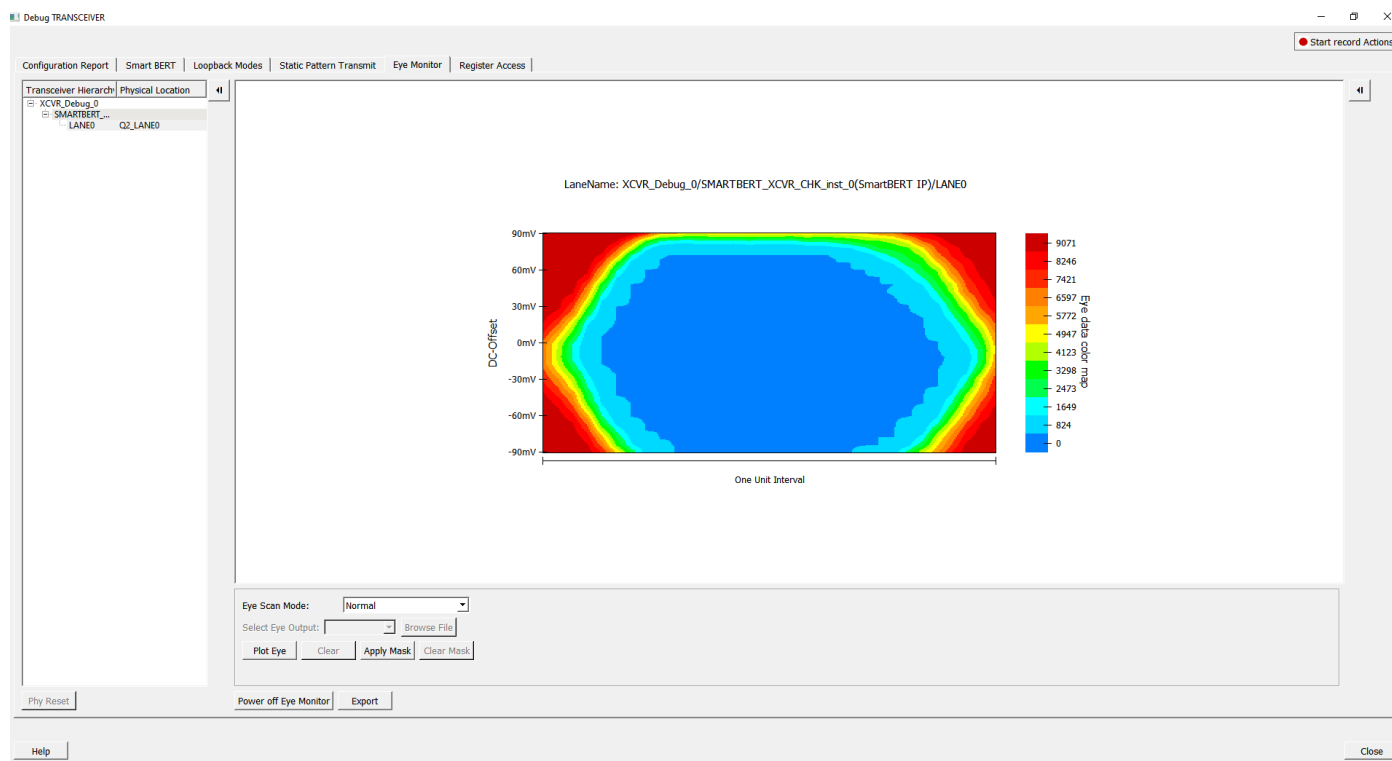 Debug TRANSCEIVER
Start record Actions
Configuration Report Smart BERT Loopback Modes Static Pattern Transmit Eye Monitor Register Access
Transceiver Hierarchy Physical Location
XCVR_Debug_0
SMARTBERT_...
LANE0 Q2_LANE0
LaneName: XCVR_Debug_0/SMARTBERT_XCVR_CHK_inst_0(SmartBERT IP)/LANE0
DC-Offset
90mV
60mV
30mV
0mV
-30mV
-60mV
-90mV
One Unit Interval
9071
8246
7421
6597
5772
4947
4123
3298
2473
1649
824
0
Eye data color map
Eye Scan Mode: Normal
Select Eye Output: Browse File
Plot Eye Clear Apply Mask Clear Mask
Phy Reset Power off Eye Monitor Export
Help Close